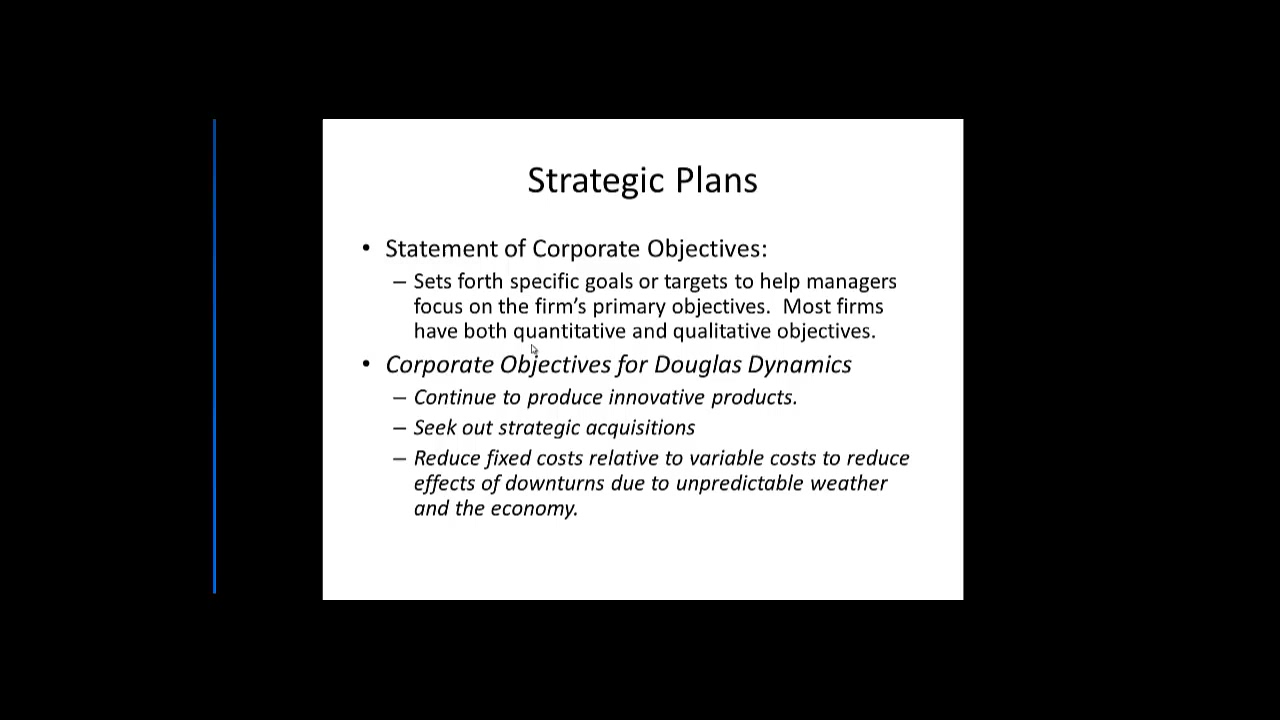 Strategic Plans
• Statement of Corporate Objectives:
– Sets forth specific goals or targets to help managers
focus on the firm’s primary objectives.  Most firms
have both quantitative and qualitative objectives.
• Corporate Objectives for Douglas Dynamics
– Continue to produce innovative products.
– Seek out strategic acquisitions
– Reduce fixed costs relative to variable costs to reduce
effects of downturns due to unpredictable weather
and the economy.